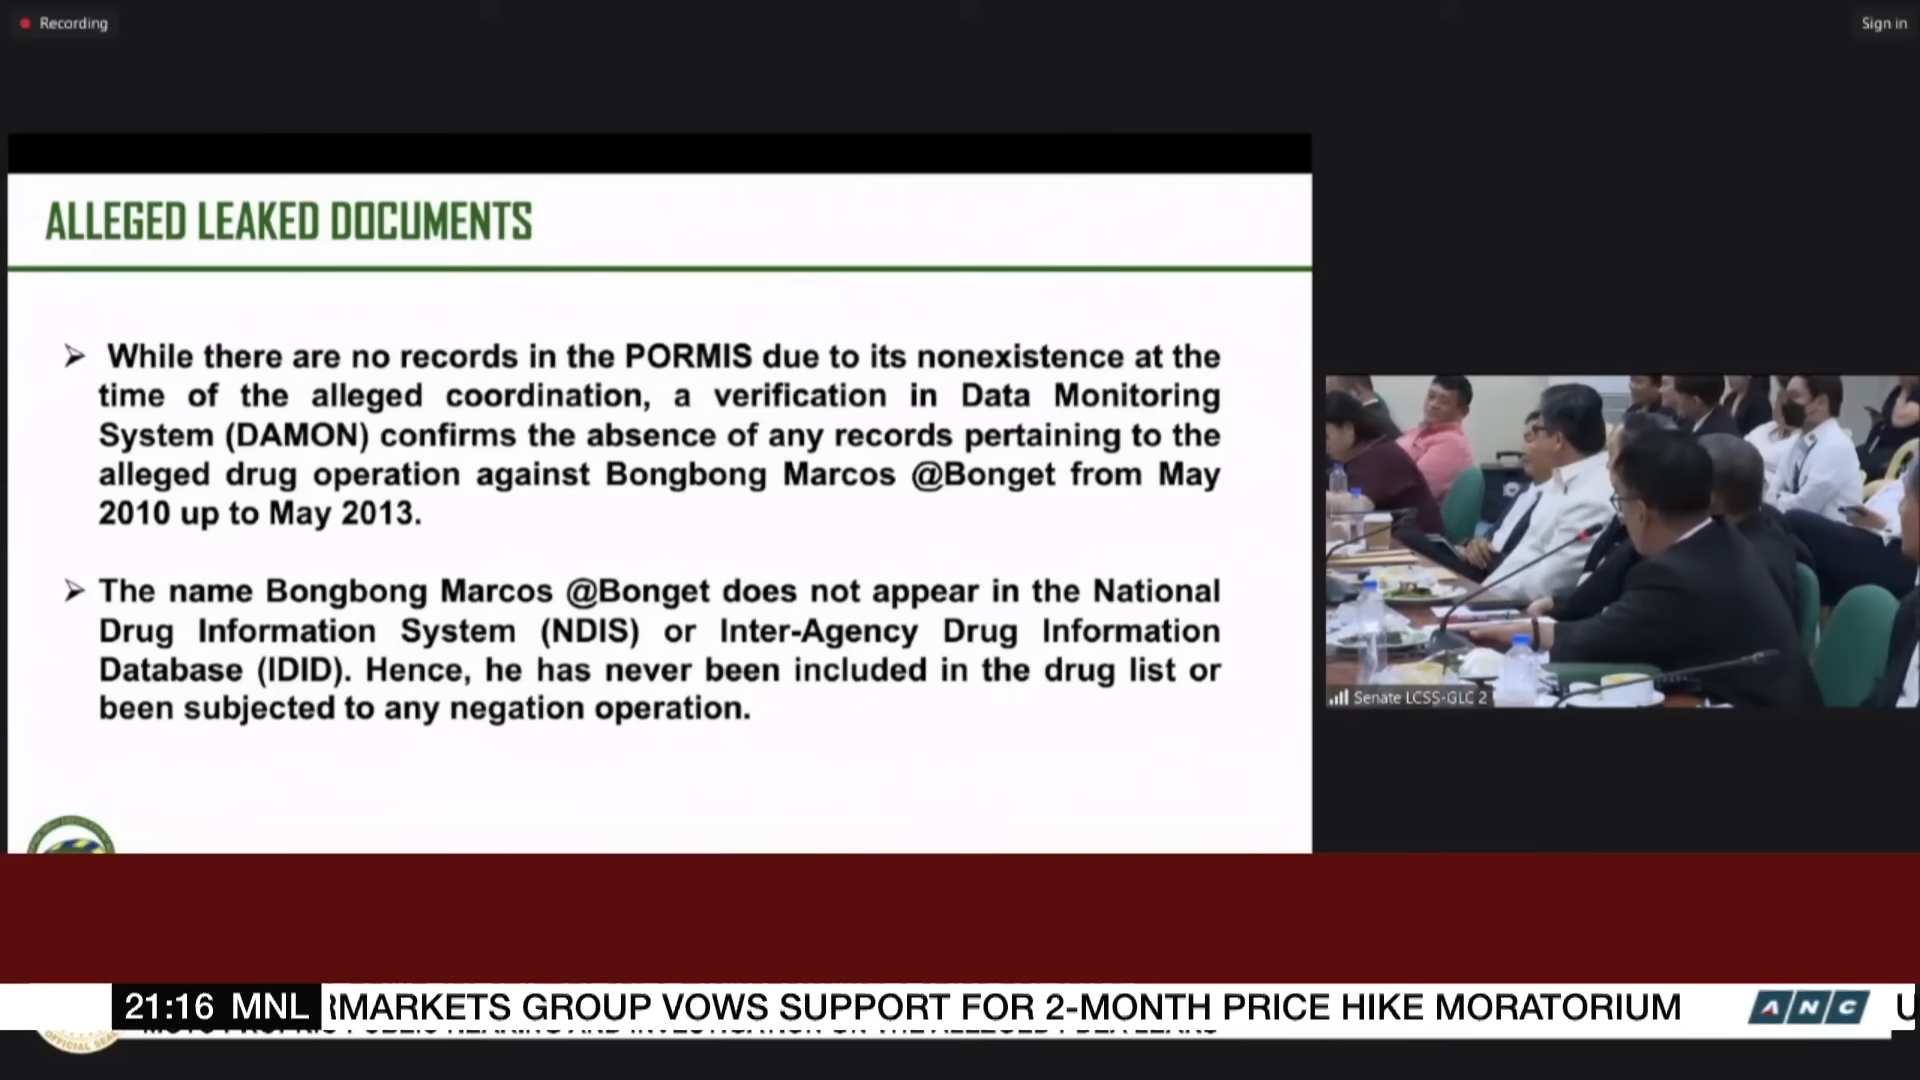 Recording
Sign in
ALLEGED LEAKED DOCUMENTS
➢ While there are no records in the PORMIS due to its nonexistence at the
time of the alleged coordination, a verification in Data Monitoring
System (DAMON) confirms the absence of any records pertaining to the
alleged drug operation against Bongbong Marcos @Bonget from May
2010 up to May 2013.
➢ The name Bongbong Marcos @Bonget does not appear in the National
Drug Information System (NDIS) or Inter-Agency Drug Information
Database (IDID). Hence, he has never been included in the drug list or
been subjected to any negation operation.
Senate LCSS-GLC 2
21:16 MNL RMARKETS GROUP VOWS SUPPORT FOR 2-MONTH PRICE HIKE MORATORIUM ANC U
OFFICIAL SEAL